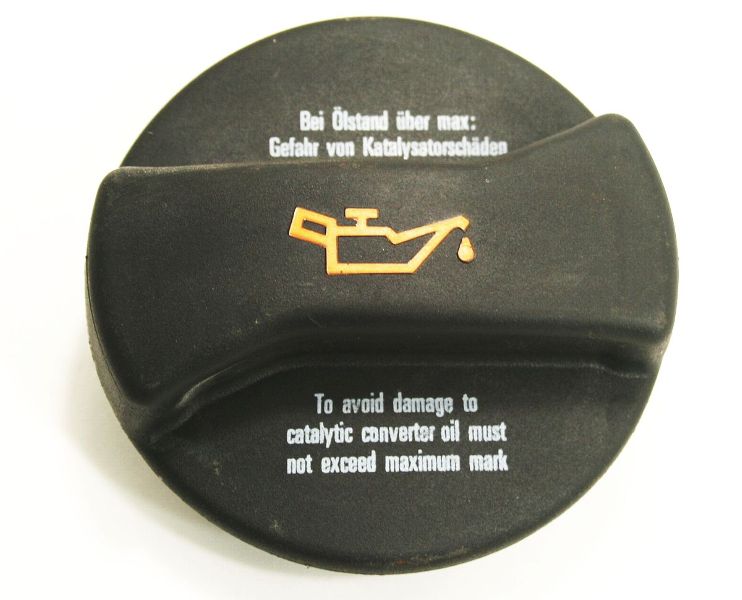 Bei Ölstand über max:
Gefahr von Katalysatorschäden
To avoid damage to
catalytic converter oil must
not exceed maximum mark